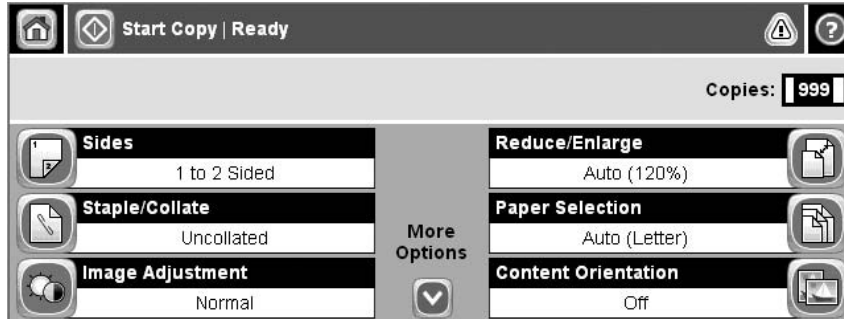 Start Copy | Ready
Copies: 999
Sides
1 to 2 Sided
Staple/Collate
Uncollated
Image Adjustment
Normal
More
Options
Reduce/Enlarge
Auto (120%)
Paper Selection
Auto (Letter)
Content Orientation
Off